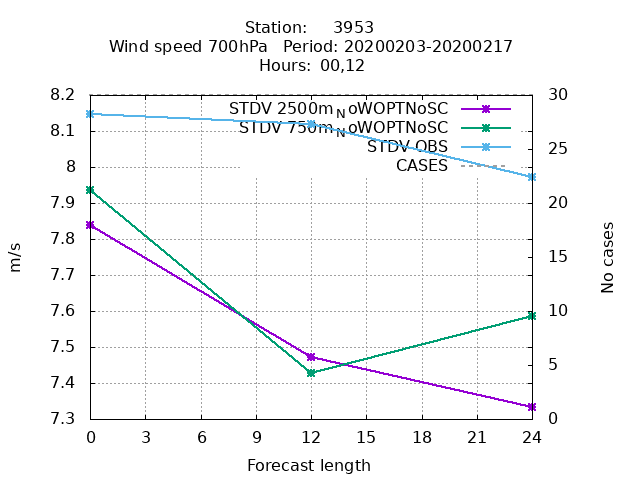 Station: 3953
Wind speed 700hPa Period: 20200203-20200217
Hours: 00,12
8.2
8.1
8
7.9
7.8
7.7
7.6
7.5
7.4
7.3
m/s
STDV 2500m_NoWOPTNoSC
STDV 750m_NoWOPTNoSC
STDV OBS
CASES
30
25
20
15
10
5
0
No cases
0 3 6 9 12 15 18 21 24
Forecast length